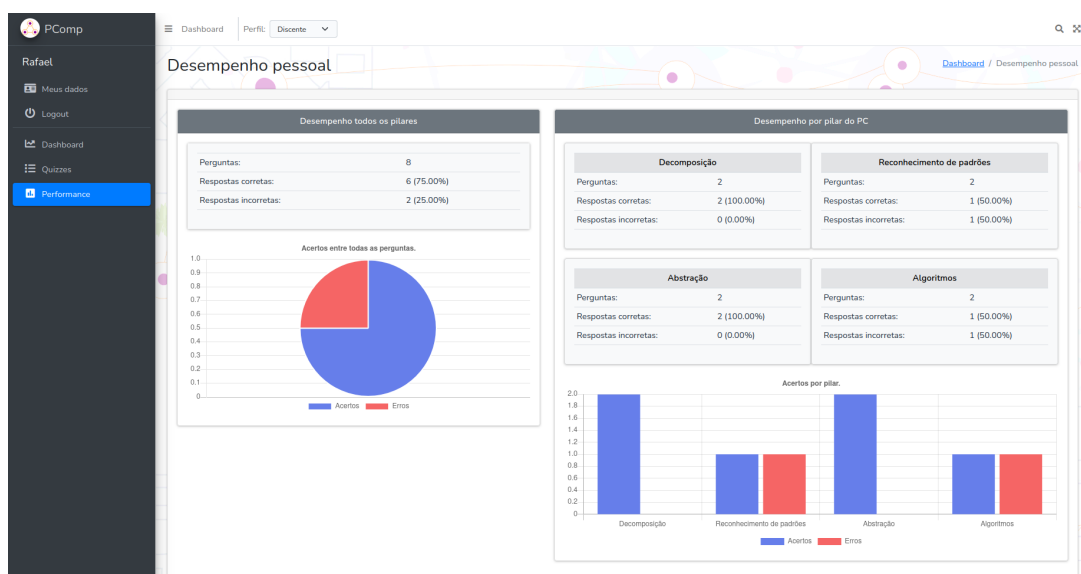 PComp
Dashboard
Perfil: Discente
Rafael
Meus dados
Logout
Dashboard
Quizzes
Performance
Desempenho pessoal
Dashboard / Desempenho pessoal
Desempenho todos os pilares
Perguntas: 8
Respostas corretas: 6 (75.00%)
Respostas incorretas: 2 (25.00%)
Acertos entre todas as perguntas.
1.0
0.9
0.8
0.7
0.6
0.5
0.4
0.3
0.2
0.1
0
Acertos Erros
Desempenho por pilar do PC
Decomposição
Perguntas: 2
Respostas corretas: 2 (100.00%)
Respostas incorretas: 0 (0.00%)
Reconhecimento de padrões
Perguntas: 2
Respostas corretas: 1 (50.00%)
Respostas incorretas: 1 (50.00%)
Abstração
Perguntas: 2
Respostas corretas: 2 (100.00%)
Respostas incorretas: 0 (0.00%)
Algoritmos
Perguntas: 2
Respostas corretas: 1 (50.00%)
Respostas incorretas: 1 (50.00%)
Acertos por pilar.
2.0
1.8
1.6
1.4
1.2
1.0
0.8
0.6
0.4
0.2
0
Decomposição Reconhecimento de padrões Abstração Algoritmos
Acertos Erros